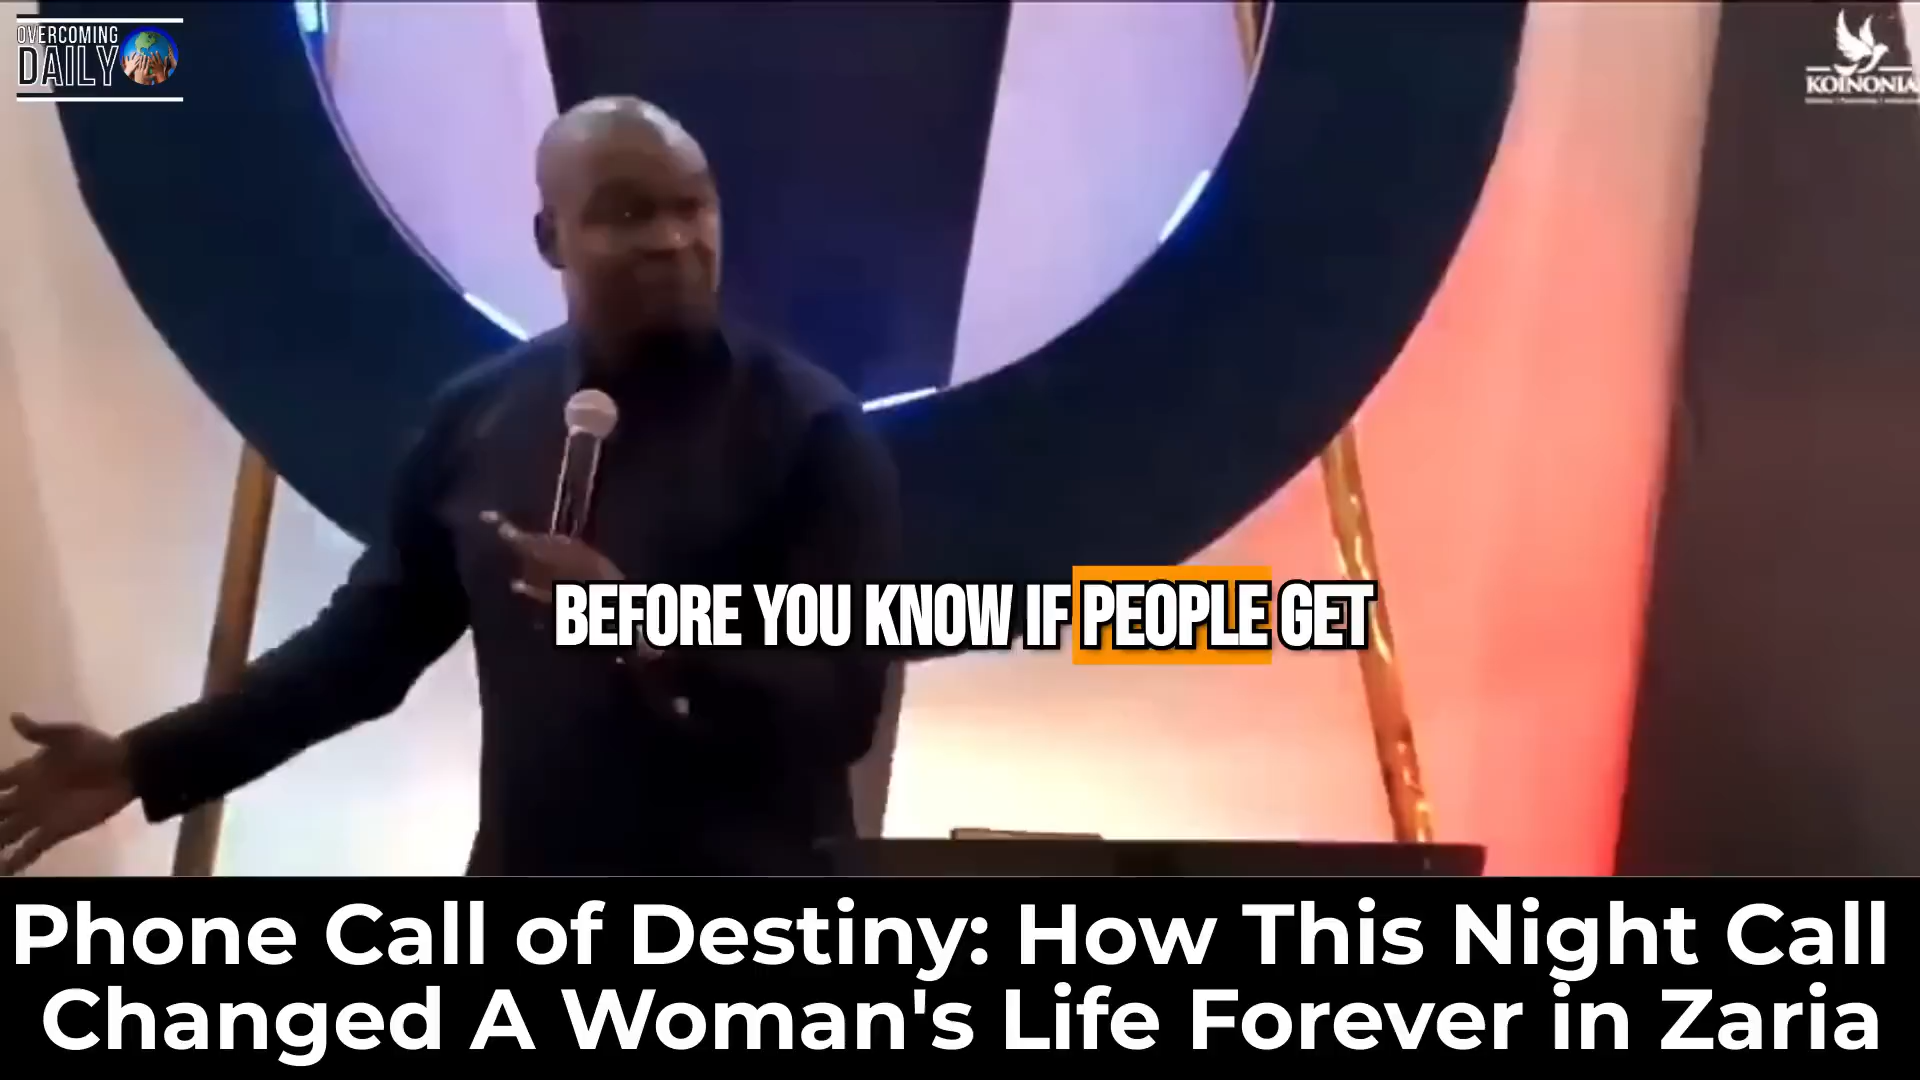 OVERCOMING
DAILY
KOINONIA
BEFORE YOU KNOW IF PEOPLE GET
Phone Call of Destiny: How This Night Call
Changed A Woman's Life Forever in Zaria